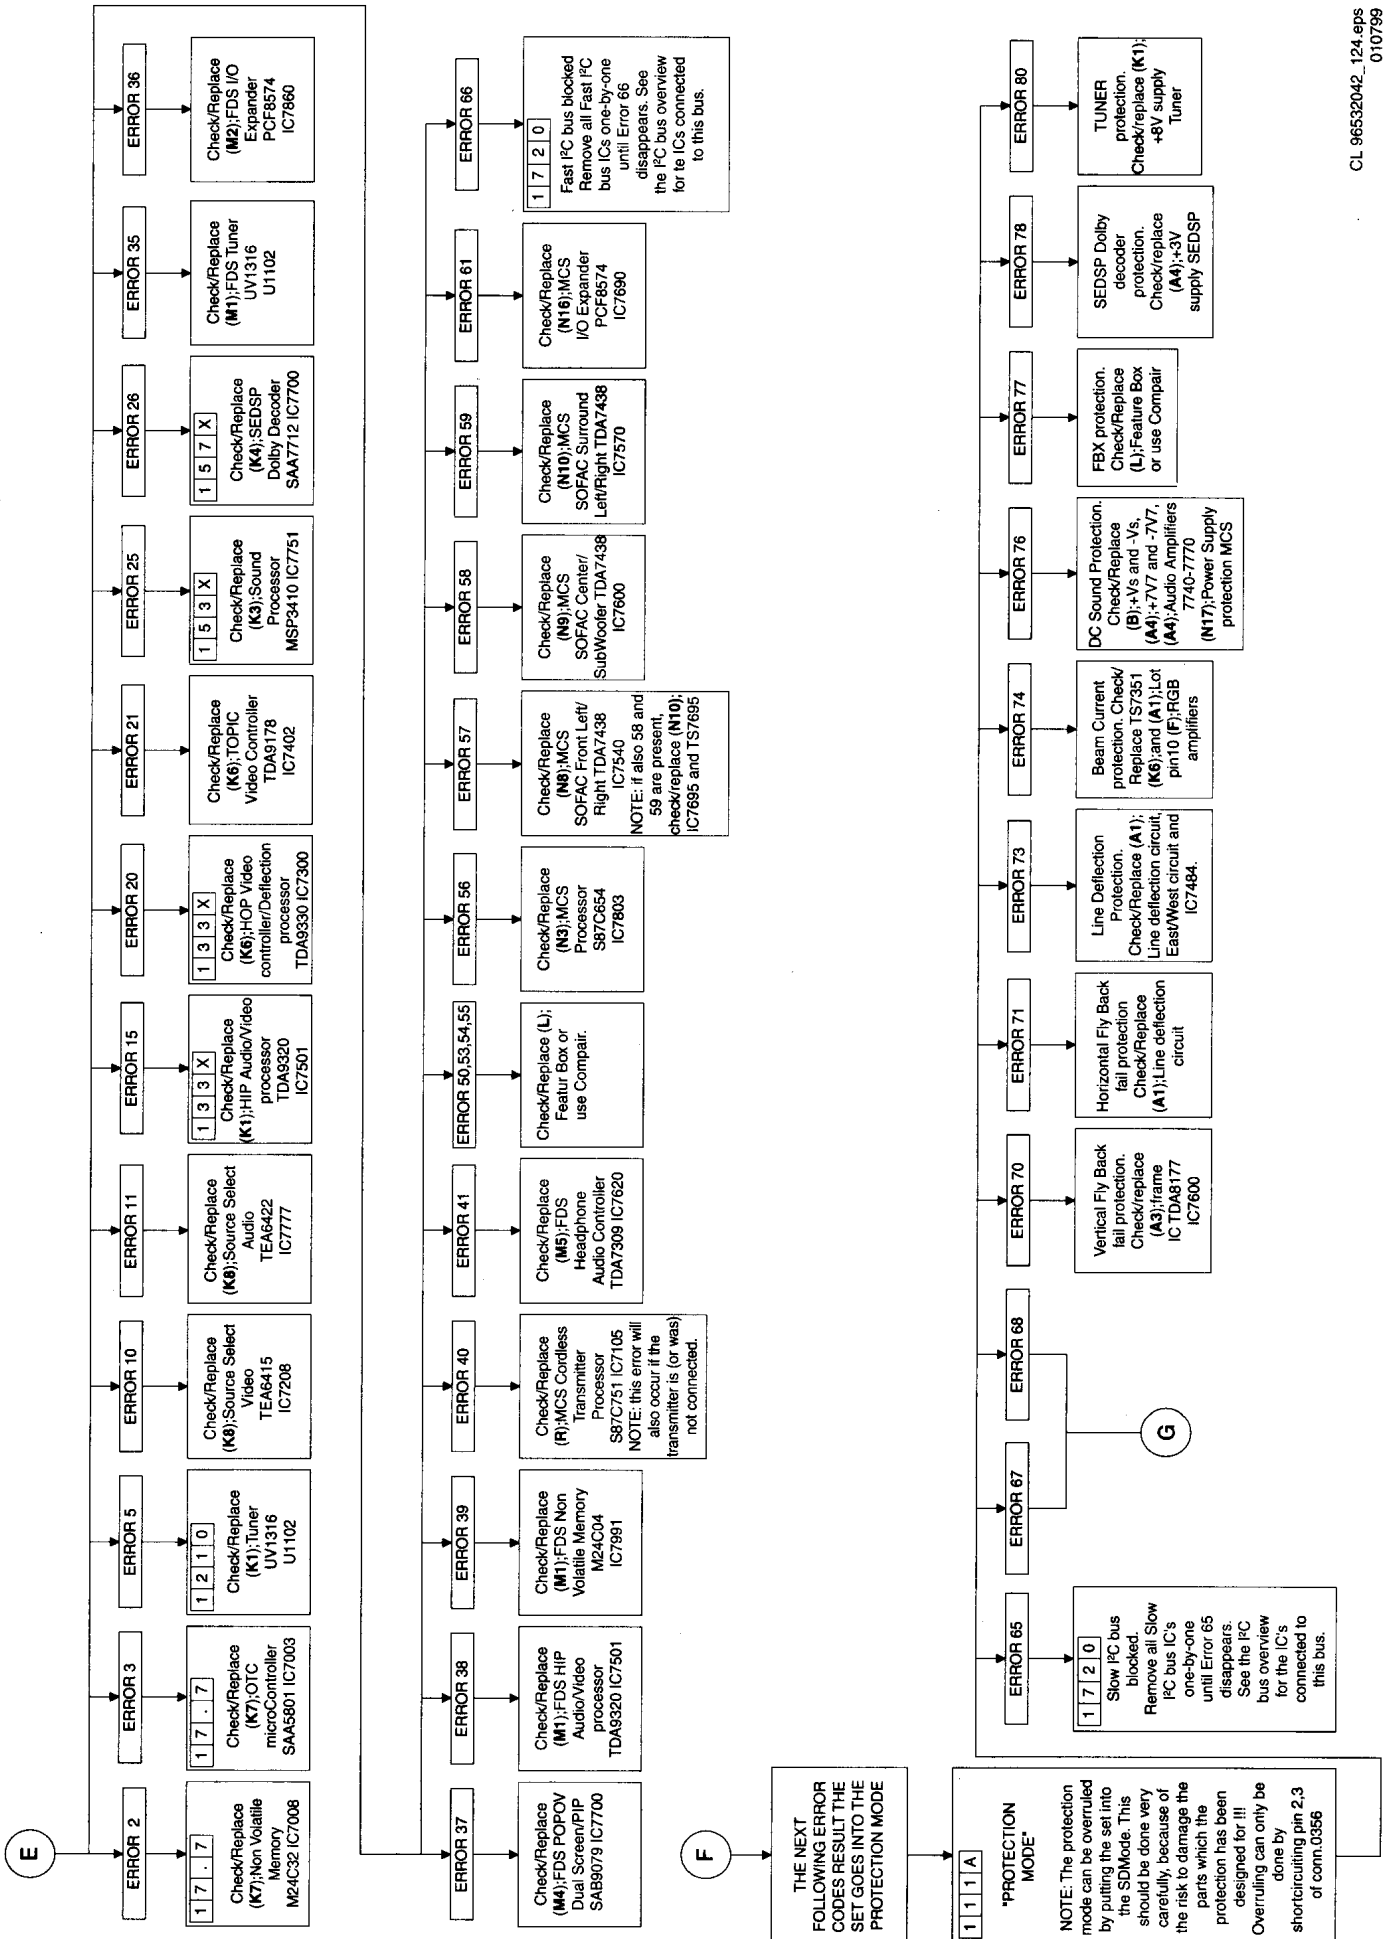 E
ERROR 2
1 7 . 7
Check/Replace
(K7);Non Volatile
Memory
M24C32 IC7008
ERROR 3
1 7 . 7
Check/Replace
(K7);OTC
microController
SAA5801 IC7003
ERROR 5
1 2 1 0
Check/Replace
(K1);Tuner
UV1316
U1102
ERROR 10
Check/Replace
(K8);Source Select
Video
TEA6415
IC7208
ERROR 11
Check/Replace
(K8);Source Select
Audio
TEA6422
IC7777
ERROR 15
1 3 3 X
Check/Replace
(K1);HIP Audio/Video
processor
TDA9320
IC7501
ERROR 20
1 3 3 X
Check/Replace
(K6);HOP Video
controller/Deflection
processor
TDA9330 IC7300
ERROR 21
Check/Replace
(K6);TOPIC
Video Controller
TDA9178
IC7402
ERROR 25
1 5 3 X
Check/Replace
(K3);Sound
Processor
MSP3410 IC7751
ERROR 26
1 5 7 X
Check/Replace
(K4);SEDSP
Dolby Decoder
SAA7712 IC7700
ERROR 35
Check/Replace
(M1);FDS Tuner
UV1316
U1102
ERROR 36
Check/Replace
(M2);FDS I/O
Expander
PCF8574
IC7860
ERROR 37
Check/Replace
(M4);FDS POPOV
Dual Screen/PIP
SAB9079 IC7700
ERROR 38
Check/Replace
(M1);FDS HIP
Audio/Video
processor
TDA9320 IC7501
ERROR 39
Check/Replace
(M1);FDS Non
Volatile Memory
M24C04
IC7991
ERROR 40
Check/Replace
(R);MCS Cordless
Transmitter
Processor
S87C751 IC7105
NOTE: this error will
also occur if the
transmitter is (or was)
not connected.
ERROR 41
Check/Replace
(M5);FDS
Headphone
Audio Controller
TDA7309 IC7620
ERROR 50,53,54,55
Check/Replace (L);
Featur Box or
use Compair.
ERROR 56
Check/Replace
(N3);MCS
Processor
S87C654
IC7803
ERROR 57
Check/Replace
(N8);MCS
SOFAC Front Left/
Right TDA7438
IC7540
NOTE: if also 58 and
59 are present,
check/replace (N10);
IC7695 and TS7695
ERROR 58
Check/Replace
(N9);MCS
SOFAC Center/
SubWoofer TDA7438
IC7600
ERROR 59
Check/Replace
(N10);MCS
SOFAC Surround
Left/Right TDA7438
IC7570
ERROR 61
Check/Replace
(N16);MCS
I/O Expander
PCF8574
IC7690
ERROR 66
1 7 2 0
Fast I²C bus blocked
Remove all Fast I²C
bus ICs one-by-one
until Error 66
disappears. See
the I²C bus overview
for te ICs connected
to this bus.
F
THE NEXT
FOLLOWING ERROR
CODES RESULT THE
SET GOES INTO THE
PROTECTION MODE
1 1 1 A
"PROTECTION
MODE"
NOTE: The protection
mode can be overruled
by putting the set into
the SDMode. This
should be done very
carefully, because of
the risk to damage the
parts which the
protection has been
designed for !!!
Overruling can only be
done by
shortcircuiting pin 2,3
of conn.0356
ERROR 65
1 7 2 0
Slow I²C bus
blocked.
Remove all Slow
I²C bus IC's
one-by-one
until Error 65
disappears.
See the I²C
bus overview
for the IC's
connected to
this bus.
ERROR 67
ERROR 68
G
ERROR 70
Vertical Fly Back
fail protection.
Check/replace
(A3);frame
IC TDA8177
IC7600
ERROR 71
Horizontal Fly Back
fail protection
Check/Replace
(A1);Line deflection
circuit
ERROR 73
Line Deflection
Protection.
Check/Replace (A1);
Line deflection circuit,
East/West circuit and
IC7484.
ERROR 74
Beam Current
protection. Check/
Replace TS7351
(K6);and (A1);Lot
pin10 (F);RGB
amplifiers
ERROR 76
DC Sound Protection.
Check/Replace
(B);+Vs and -Vs,
(A4);+7V7 and -7V7,
(A4);Audio Amplifiers
7740-7770
(N17);Power Supply
protection MCS
ERROR 77
FBX protection.
Check/Replace
(L);Feature Box
or use Compair
ERROR 78
SEDSP Dolby
decoder
protection.
Check/replace
(A4);+3V
supply SEDSP
ERROR 80
TUNER
protection.
Check/replace (K1);
+8V supply
Tuner
CL 96532042_124.eps
010799